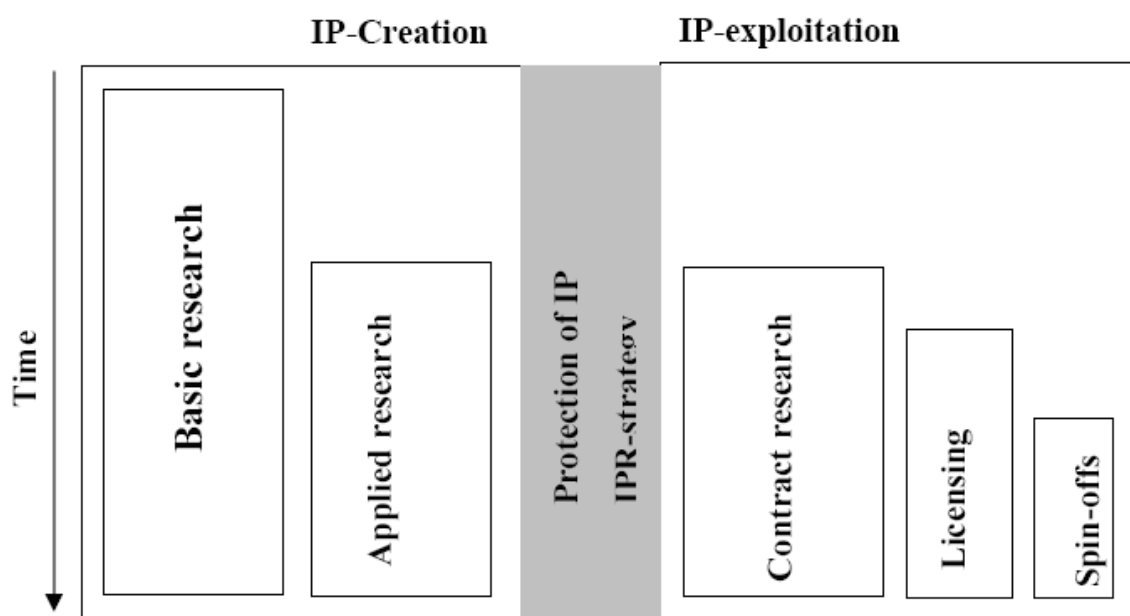 IP-Creation
IP-exploitation
Time
Basic research
Applied research
Protection of IP
IPR-strategy
Contract research
Licensing
Spin-offs